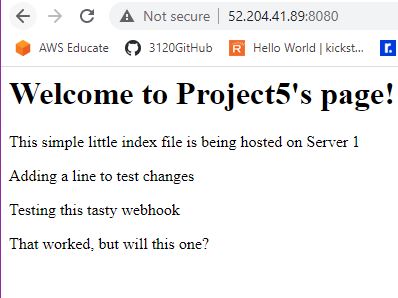 Not secure | 52.204.41.89:8080
AWS Educate 3120GitHub Hello World | kickst...
Welcome to Project5's page!
This simple little index file is being hosted on Server 1
Adding a line to test changes
Testing this tasty webhook
That worked, but will this one?